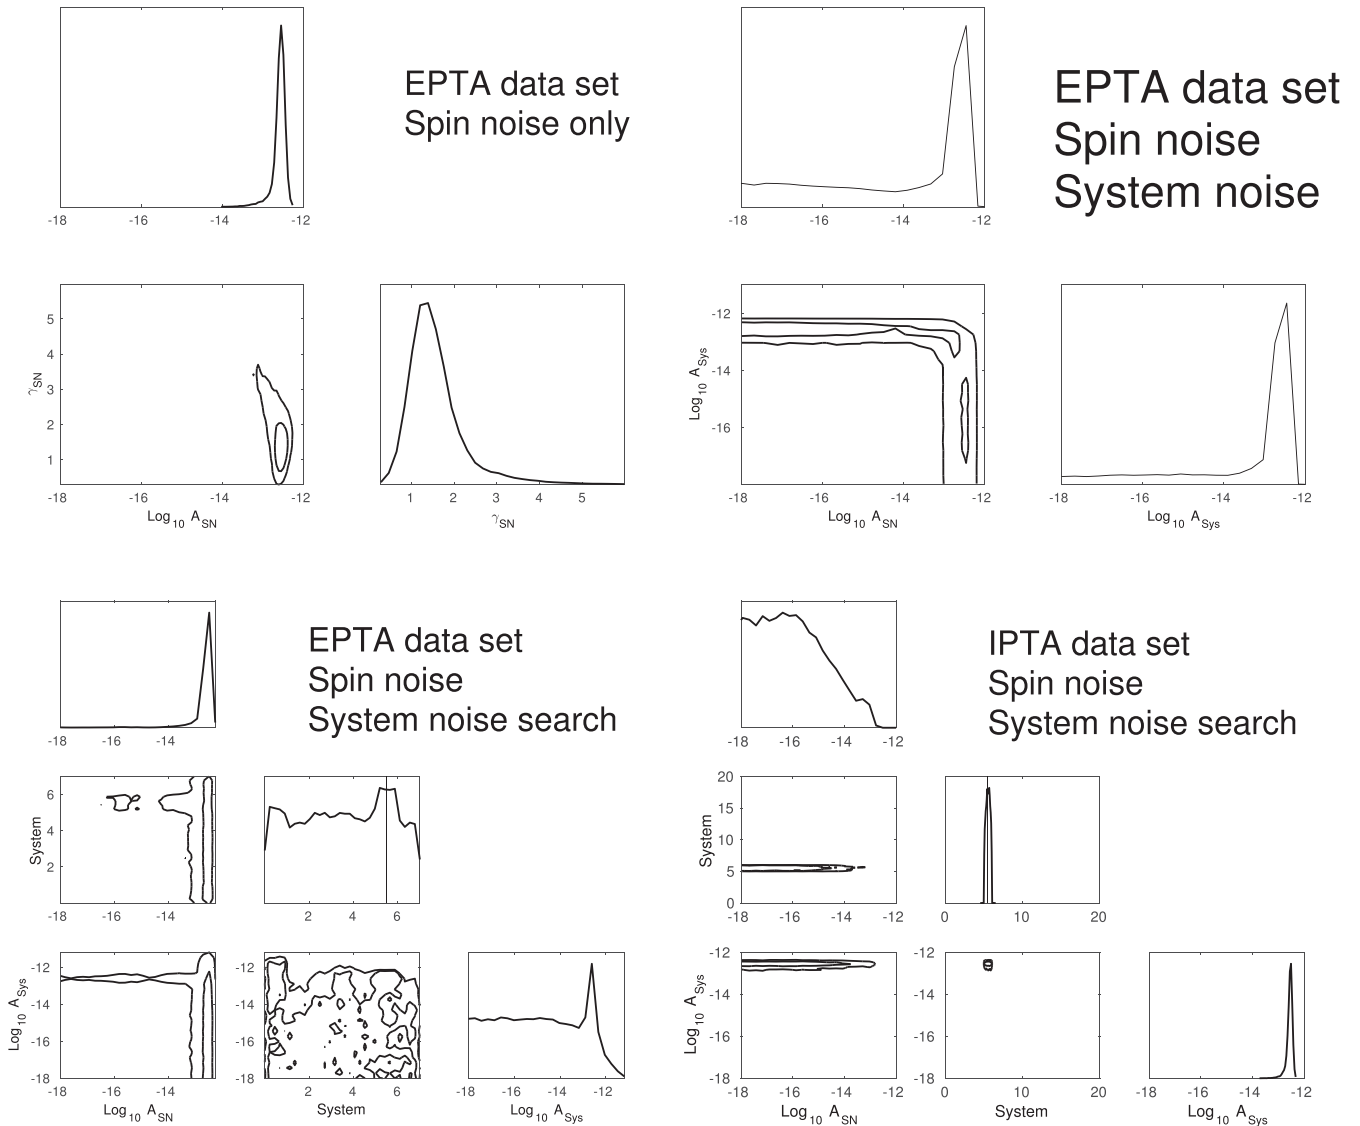 -18 -16 -14 -12
EPTA data set
Spin noise only
-18 -16 -14 -12
EPTA data set
Spin noise
System noise
5
4
3
2
1
γSN
-18 -16 -14 -12
Log10 ASN
1 2 3 4 5
γSN
-12
-14
-16
Log10 ASys
-18 -16 -14 -12
Log10 ASN
-18 -16 -14 -12
Log10 ASys
-18 -16 -14
EPTA data set
Spin noise
System noise search
-18 -16 -14 -12
IPTA data set
Spin noise
System noise search
6
4
2
System
-18 -16 -14
2 4 6
20
15
10
5
0
System
-18 -16 -14 -12
0 10 20
-12
-14
-16
-18
Log10 ASys
-18 -16 -14
Log10 ASN
-12
-14
-16
-18
2 4 6
System
-18 -16 -14 -12
Log10 ASys
-12
-14
-16
-18
Log10 ASys
-18 -16 -14 -12
Log10 ASN
-12
-14
-16
-18
0 10 20
System
-18 -16 -14 -12
Log10 ASys